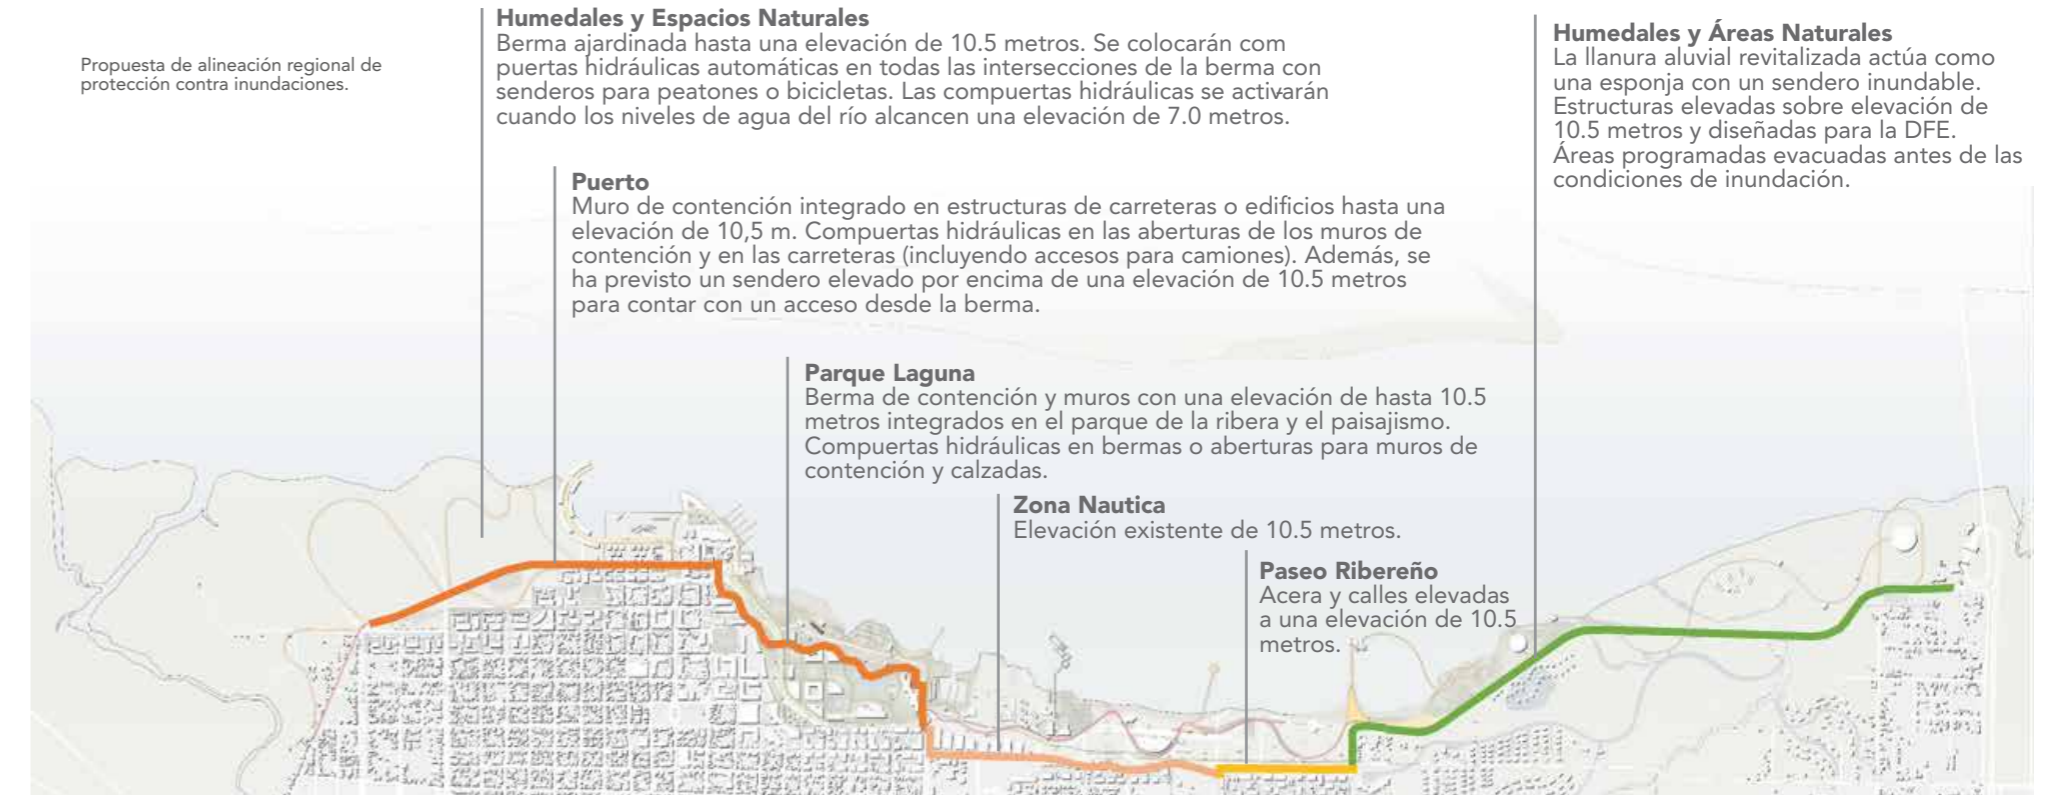 Propuesta de alineación regional de
protección contra inundaciones.
Humedales y Espacios Naturales
Berma ajardinada hasta una elevación de 10.5 metros. Se colocarán com
puertas hidráulicas automáticas en todas las intersecciones de la berma con
senderos para peatones o bicicletas. Las compuertas hidráulicas se activarán
cuando los niveles de agua del río alcancen una elevación de 7.0 metros.
Puerto
Muro de contención integrado en estructuras de carreteras o edificios hasta una
elevación de 10,5 m. Compuertas hidráulicas en las aberturas de los muros de
contención y en las carreteras (incluyendo accesos para camiones). Además, se
ha previsto un sendero elevado por encima de una elevación de 10.5 metros
para contar con un acceso desde la berma.
Parque Laguna
Berma de contención y muros con una elevación de hasta 10.5
metros integrados en el parque de la ribera y el paisajismo.
Compuertas hidráulicas en bermas o aberturas para muros de
contención y calzadas.
Zona Nautica
Elevación existente de 10.5 metros.
Paseo Ribereño
Acera y calles elevadas
a una elevación de 10.5
metros.
Humedales y Áreas Naturales
La llanura aluvial revitalizada actúa como
una esponja con un sendero inundable.
Estructuras elevadas sobre elevación de
10.5 metros y diseñadas para la DFE.
Áreas programadas evacuadas antes de las
condiciones de inundación.